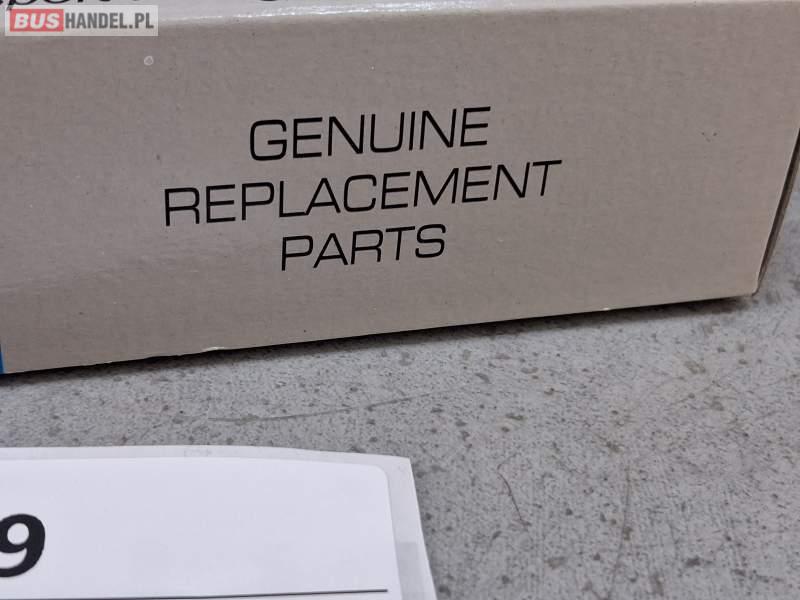 BUSHANDEL.PL
GENUINE
REPLACEMENT
PARTS
9